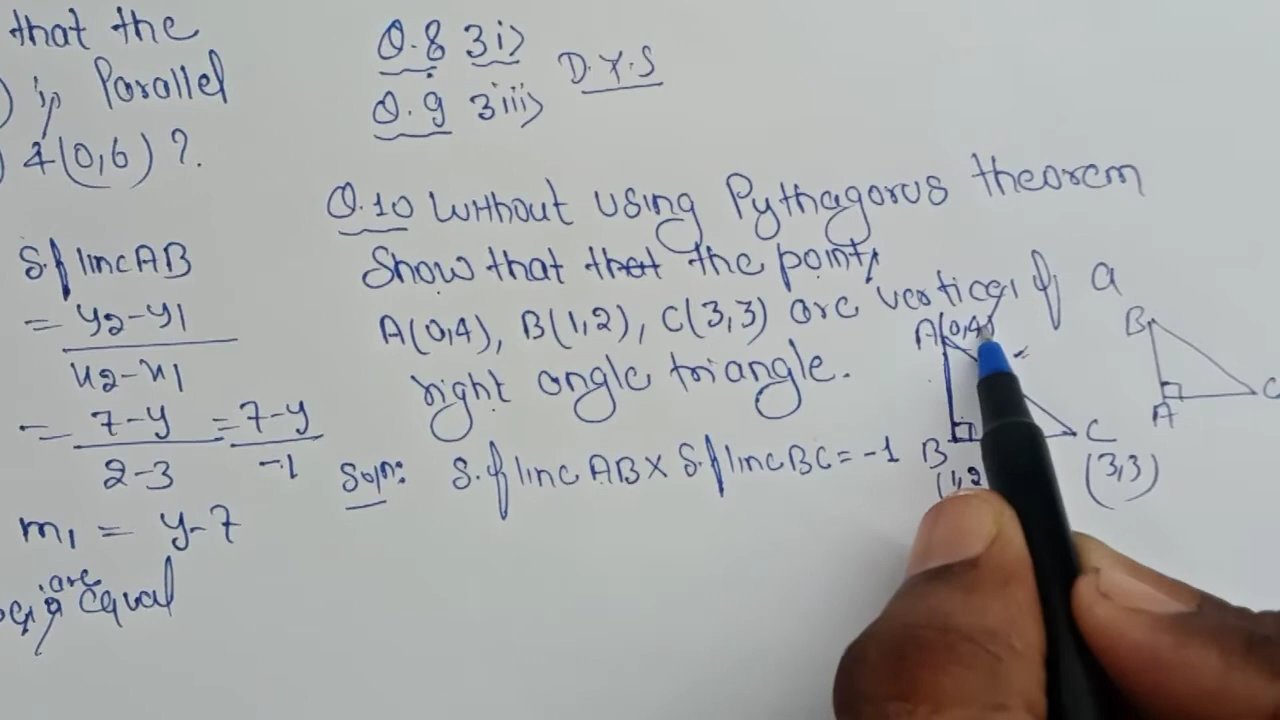 that the
) is Parallel
) 4(0,6) ?.
S.f line AB
= y2-y1
x2-x1
= 7-y = 7-y
2-3 -1
m1 = y-7
are equal
Q.8 3i)
Q.9 3iii)
D.Y.S
Q.10 Without using Pythagorus theorem
Show that that the points
A(0,4), B(1,2), C(3,3) are vertices of a
right angle triangle.
Soln: S.f line AB x S.f line BC = -1
A(0,4)
B
(1,2
C
(3,3)
B
A
C